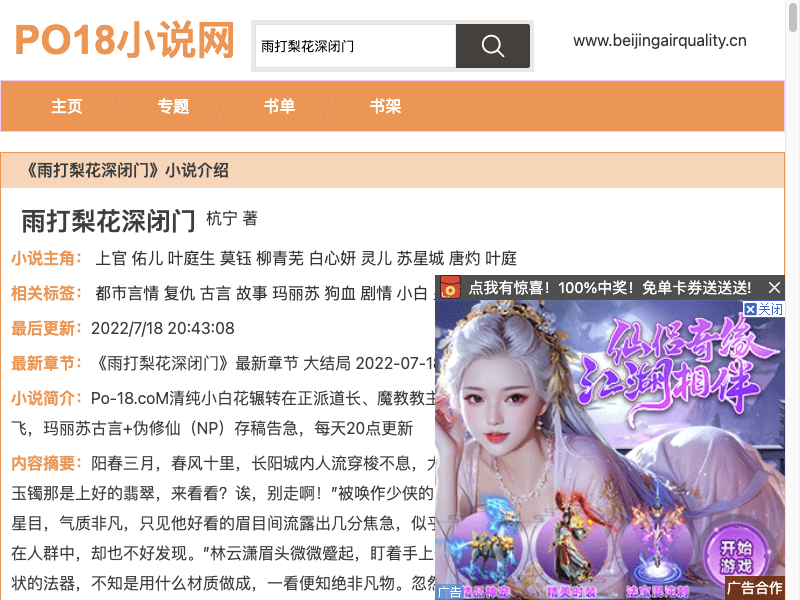 PO18小说网
雨打梨花深闭门
www.beijingairquality.cn
主页 专题 书单 书架
《雨打梨花深闭门》小说介绍
雨打梨花深闭门 杭宁 著
小说主角： 上官 佑儿 叶庭生 莫钰 柳青芜 白心妍 灵儿 苏星城 唐灼 叶庭
相关标签： 都市言情 复仇 古言 故事 玛丽苏 狗血 剧情 小白
最后更新： 2022/7/18 20:43:08
最新章节： 《雨打梨花深闭门》最新章节 大结局 2022-07-1
小说简介： Po-18.coM清纯小白花辗转在正派道长、魔教教主
飞，玛丽苏古言+伪修仙（NP）存稿告急，每天20点更新
内容摘要： 阳春三月，春风十里，长阳城内人流穿梭不息，
玉镯那是上好的翡翠，来看看？诶，别走啊！”被唤作少侠的
星目，气质非凡，只见他好看的眉目间流露出几分焦急，似乎
在人群中，却也不好发现。”林云潇眉头微微蹙起，盯着手上
状的法器，不知是用什么材质做成，一看便知绝非凡物。忽然
点我有惊喜！100%中奖！免单卡券送送送!
关闭
仙侣奇缘
江湖相伴
开始
游戏
精品神宠 精美时装
广告
广告合作